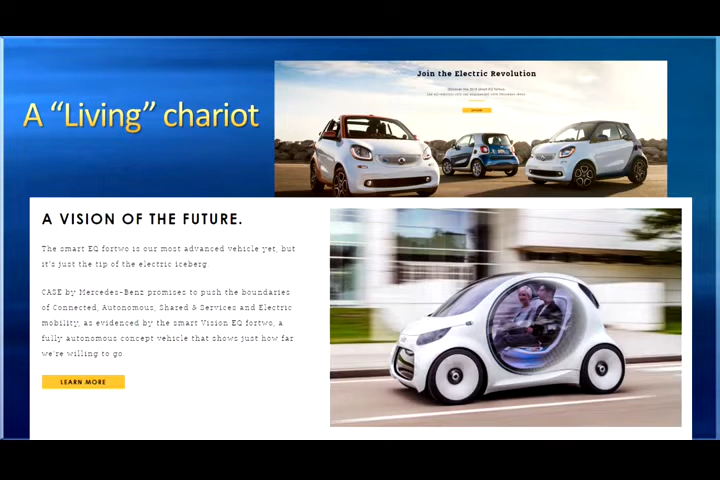 A “Living” chariot
Join the Electric Revolution
A VISION OF THE FUTURE.
The smart EQ fortwo is our most advanced vehicle yet, but
it's just the tip of the electric iceberg.
CASE by Mercedes-Benz promises to push the boundaries
of Connected, Autonomous, Shared & Services and Electric
mobility, as evidenced by the smart Vision EQ fortwo, a
fully autonomous concept vehicle that shows just how far
we're willing to go.
LEARN MORE